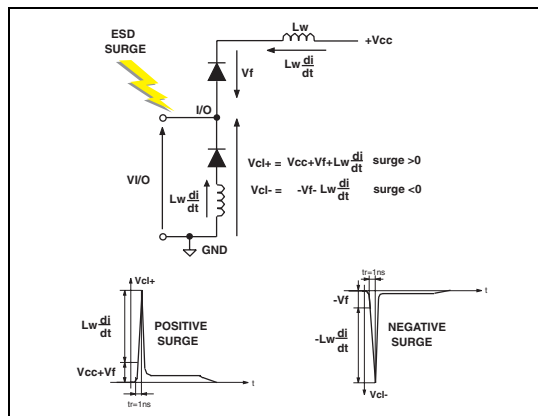 Lw
ESD
SURGE
+Vcc
Lw di/dt
Vf
I/O
Vcl+ = Vcc+Vf+Lw di/dt surge >0
VI/O
Vcl- = -Vf- Lw di/dt surge <0
Lw di/dt
GND
Vcl+
tr=1ns
t
-Vf
Lw di/dt
POSITIVE
SURGE
-Lw di/dt
NEGATIVE
SURGE
Vcc+Vf
t
tr=1ns
Vcl-